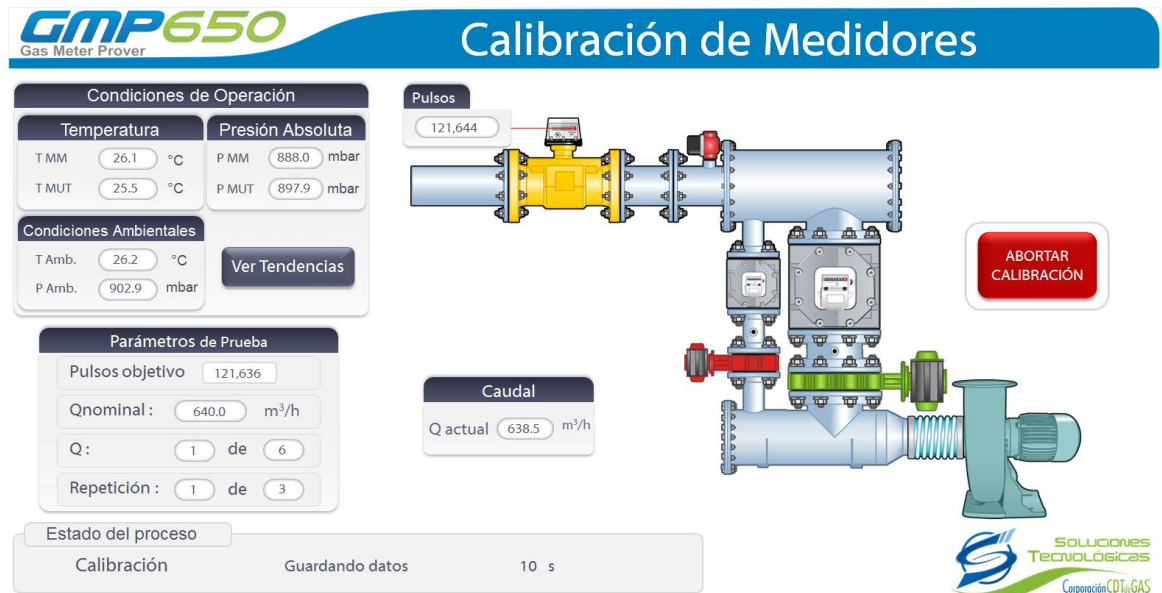 GMP650
Gas Meter Prover
Calibración de Medidores
Condiciones de Operación
Temperatura
T MM 26.1 °C
T MUT 25.5 °C
Presión Absoluta
P MM 888.0 mbar
P MUT 897.9 mbar
Condiciones Ambientales
T Amb. 26.2 °C
P Amb. 902.9 mbar
Ver Tendencias
Pulsos
121,644
ABORTAR
CALIBRACIÓN
Parámetros de Prueba
Pulsos objetivo 121,636
Qnominal : 640.0 m³/h
Q : 1 de 6
Repetición : 1 de 3
Caudal
Q actual 638.5 m³/h
Estado del proceso
Calibración Guardando datos 10 s
Soluciones
Tecnológicas
Corporación CDT de GAS